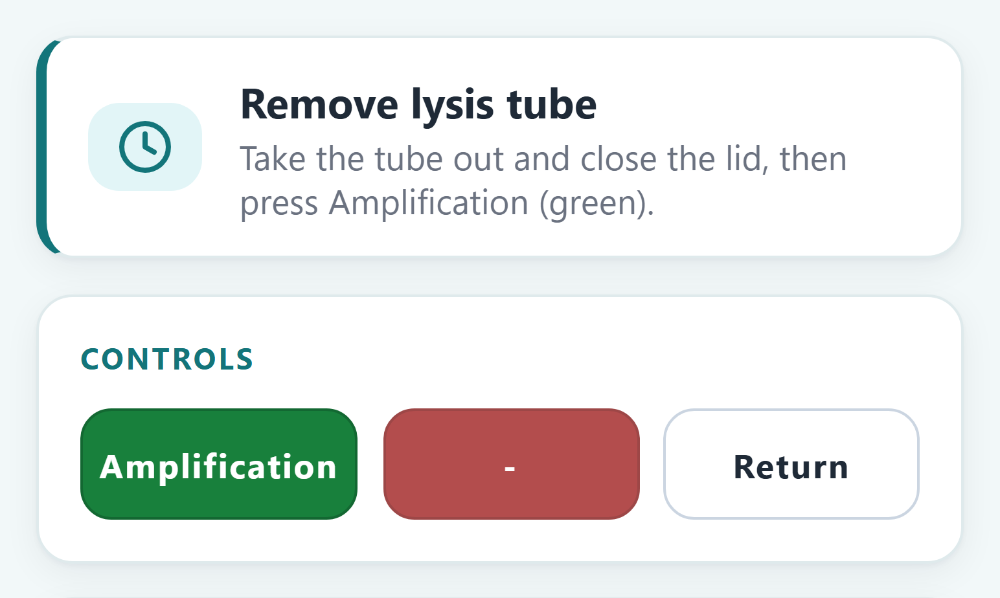 Remove lysis tube
Take the tube out and close the lid, then
press Amplification (green).
CONTROLS
Amplification
-
Return